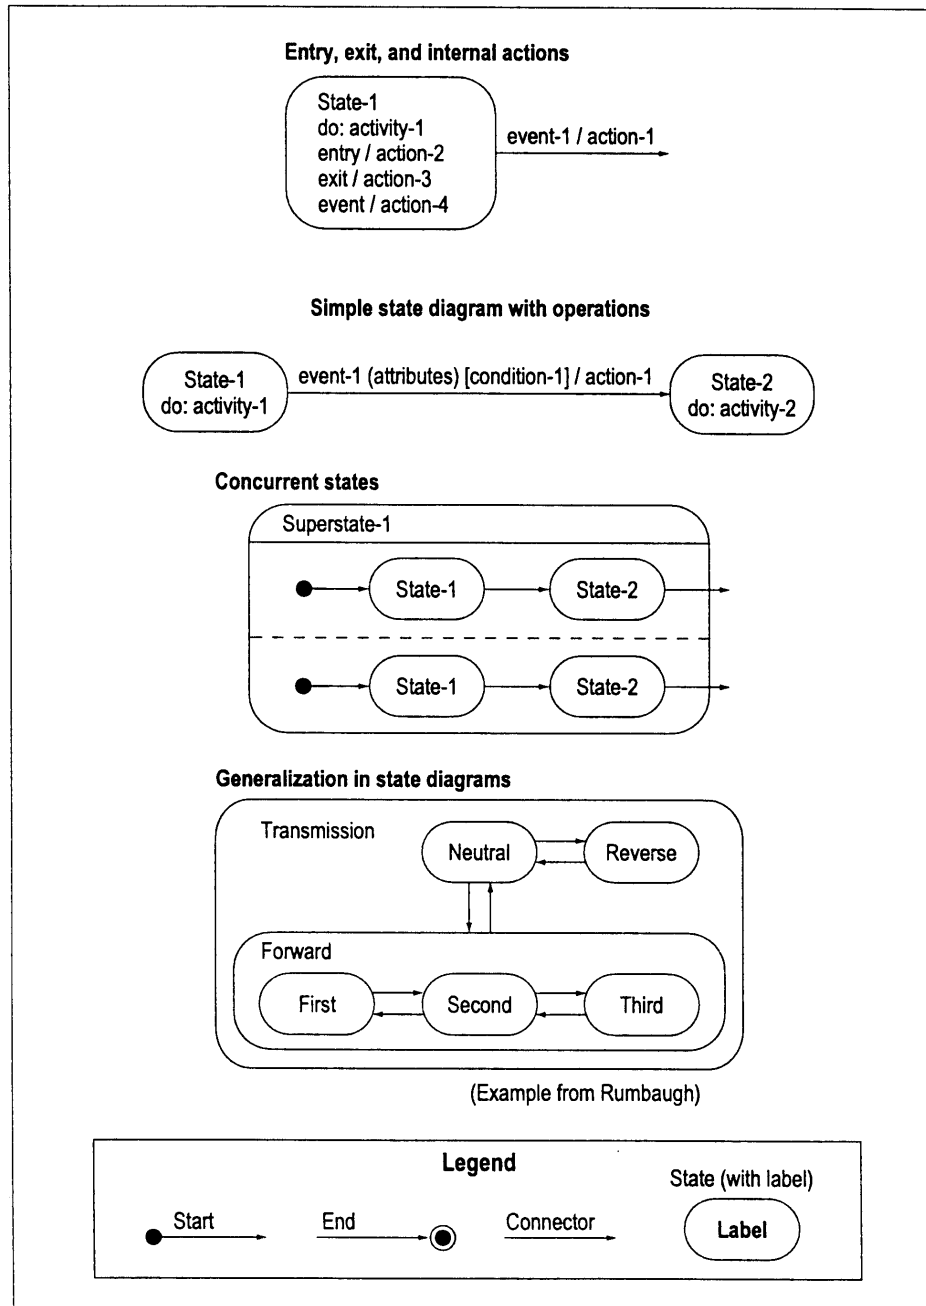 Entry, exit, and internal actions
State-1
do: activity-1
entry / action-2
exit / action-3
event / action-4
event-1 / action-1
Simple state diagram with operations
State-1
do: activity-1
event-1 (attributes) [condition-1] / action-1
State-2
do: activity-2
Concurrent states
Superstate-1
State-1
State-2
State-1
State-2
Generalization in state diagrams
Transmission
Neutral
Reverse
Forward
First
Second
Third
(Example from Rumbaugh)
Legend
State (with label)
Start
End
Connector
Label